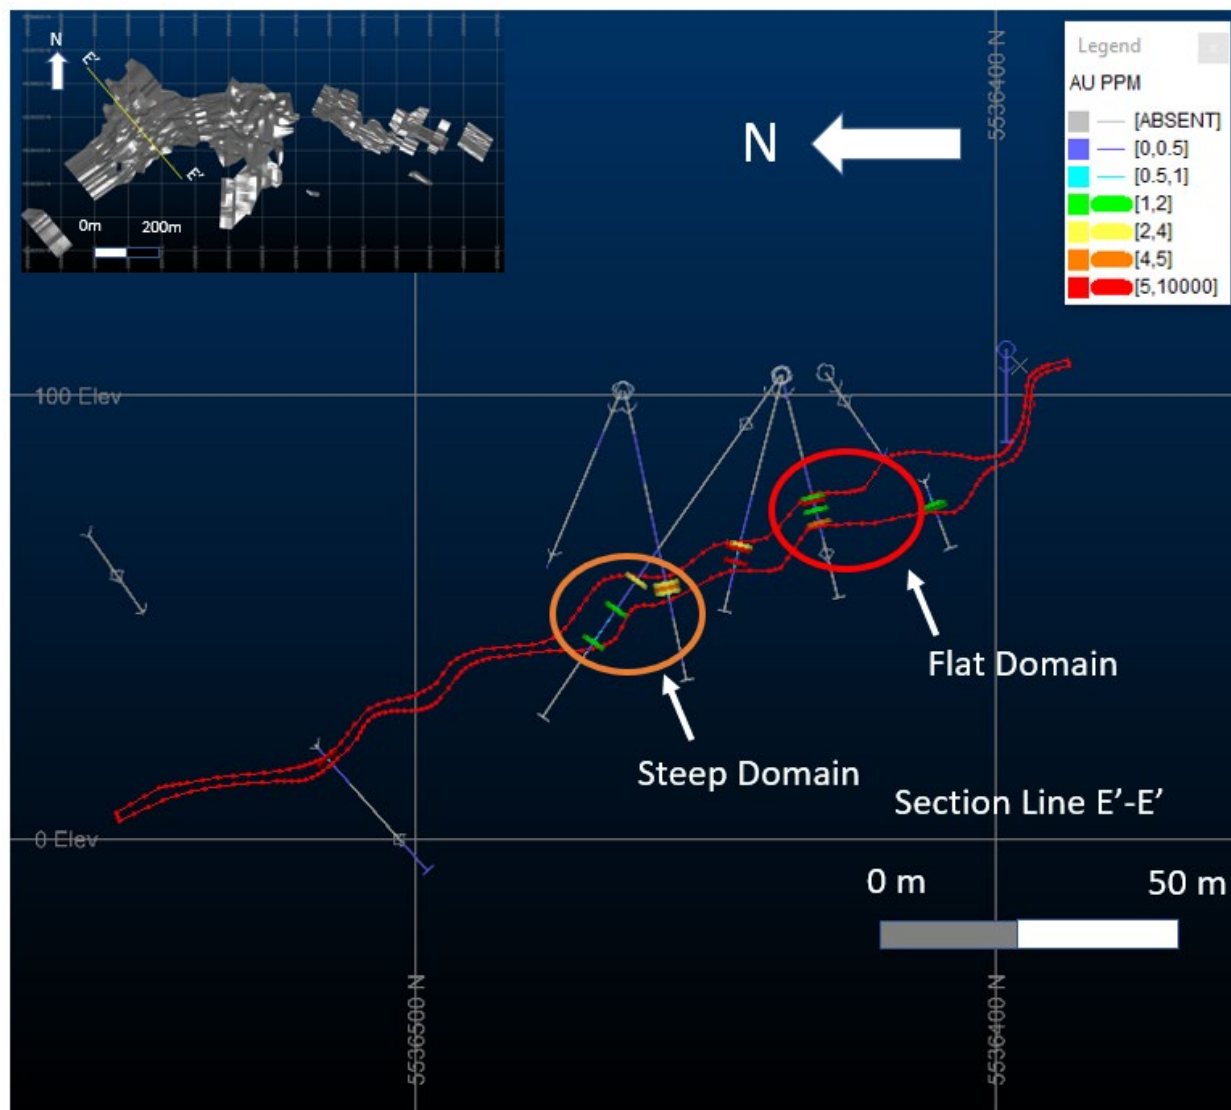 N
E'
E'
0m 200m
N
5536400 N
Legend
AU PPM
[ABSENT]
[0,0.5]
[0.5,1]
[1,2]
[2,4]
[4,5]
[5,10000]
100 Elev
Flat Domain
Steep Domain
Section Line E’-E’
0 Elev
0 m 50 m
5536500 N
5536400 N